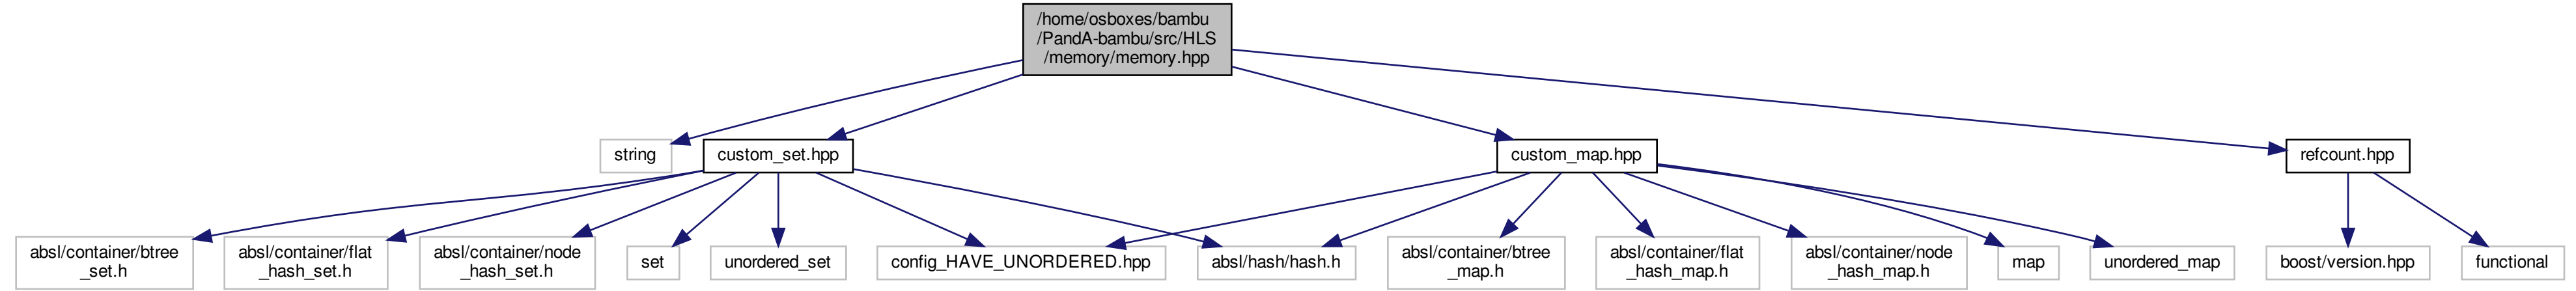 /home/osboxes/bambu
/PandA-bambu/src/HLS
/memory/memory.hpp
string
custom_set.hpp
custom_map.hpp
refcount.hpp
absl/container/btree
_set.h
absl/container/flat
_hash_set.h
absl/container/node
_hash_set.h
set
unordered_set
config_HAVE_UNORDERED.hpp
absl/hash/hash.h
absl/container/btree
_map.h
absl/container/flat
_hash_map.h
absl/container/node
_hash_map.h
map
unordered_map
boost/version.hpp
functional